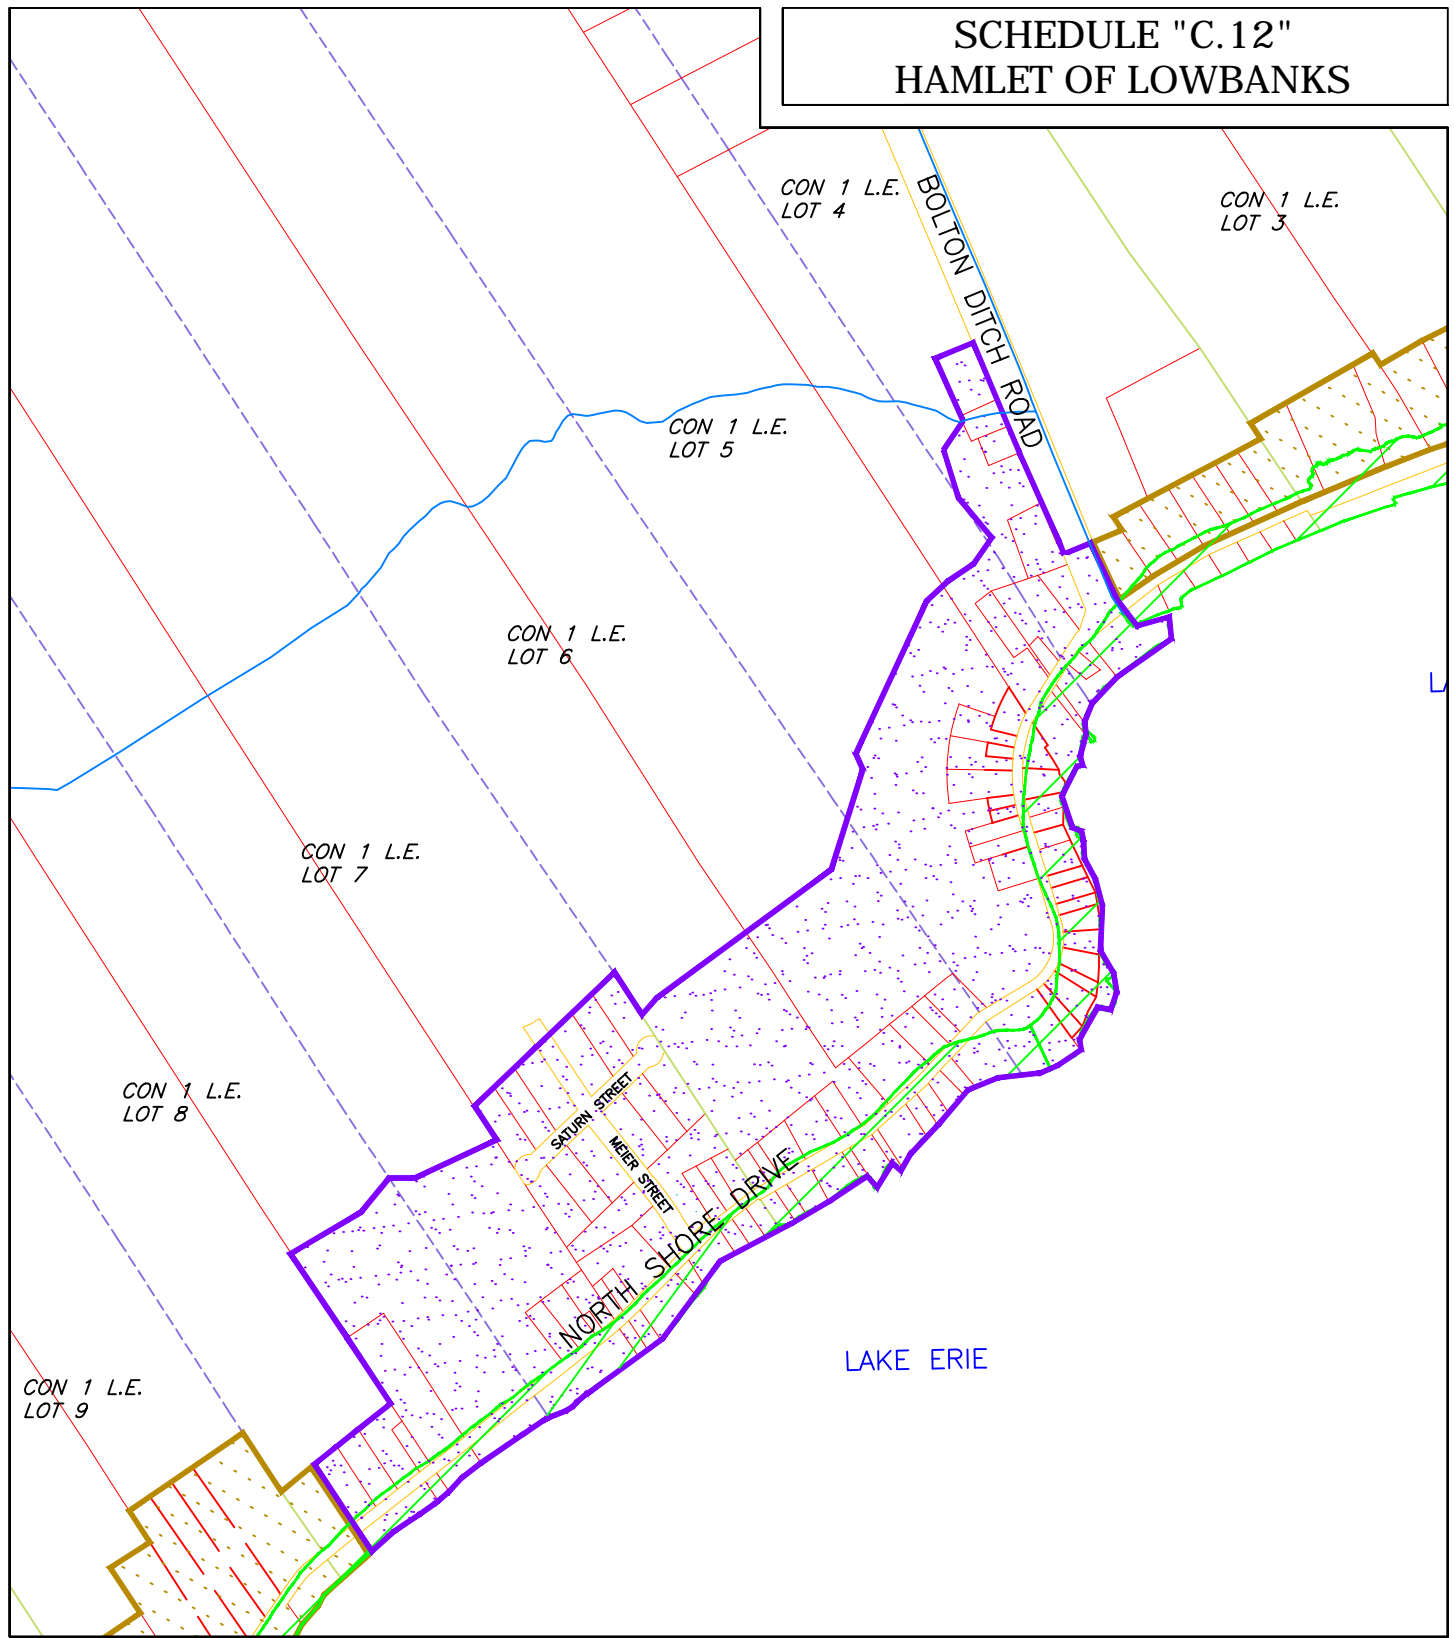 SCHEDULE "C.12"
HAMLET OF LOWBANKS
CON 1 L.E.
LOT 4
CON 1 L.E.
LOT 3
BOLTON DITCH ROAD
CON 1 L.E.
LOT 5
CON 1 L.E.
LOT 6
LA
CON 1 L.E.
LOT 7
CON 1 L.E.
LOT 8
SATURN STREET
MEIER STREET
NORTH SHORE DRIVE
LAKE ERIE
CON 1 L.E.
LOT 9